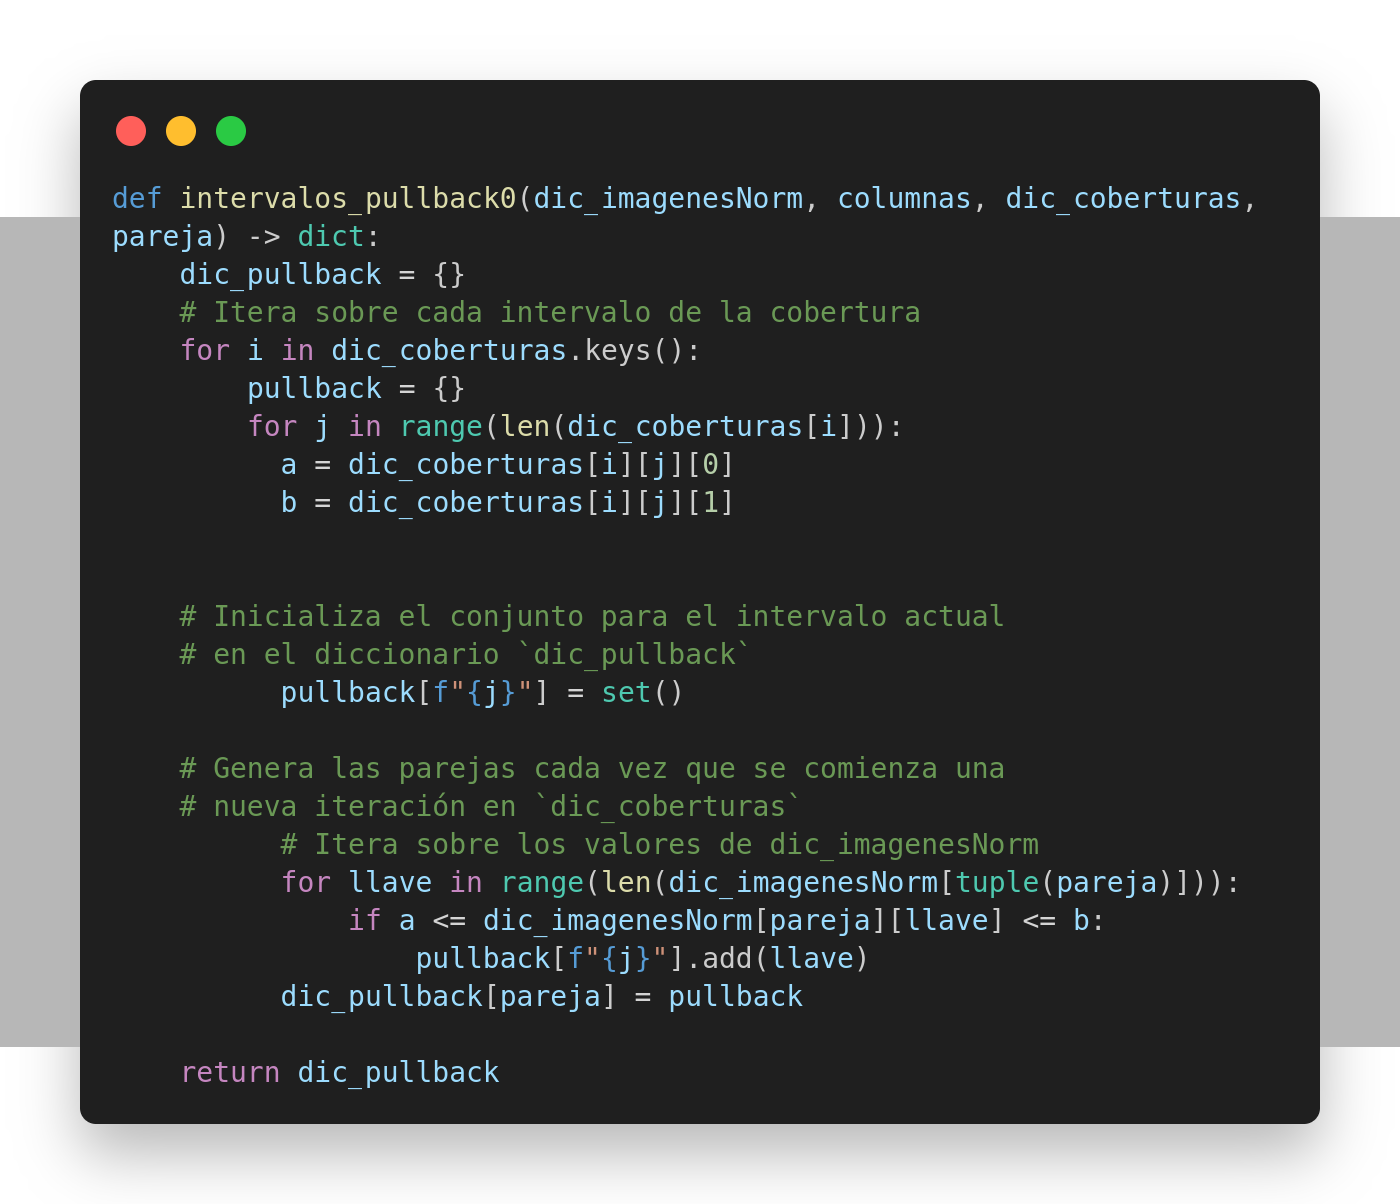 def intervalos_pullback0(dic_imagenesNorm, columnas, dic_coberturas,
pareja) -> dict:
    dic_pullback = {}
    # Itera sobre cada intervalo de la cobertura
    for i in dic_coberturas.keys():
        pullback = {}
        for j in range(len(dic_coberturas[i])):
          a = dic_coberturas[i][j][0]
          b = dic_coberturas[i][j][1]
    # Inicializa el conjunto para el intervalo actual
    # en el diccionario `dic_pullback`
          pullback[f"{j}"] = set()
    # Genera las parejas cada vez que se comienza una
    # nueva iteración en `dic_coberturas`
          # Itera sobre los valores de dic_imagenesNorm
          for llave in range(len(dic_imagenesNorm[tuple(pareja)])):
              if a <= dic_imagenesNorm[pareja][llave] <= b:
                  pullback[f"{j}"].add(llave)
          dic_pullback[pareja] = pullback
    return dic_pullback